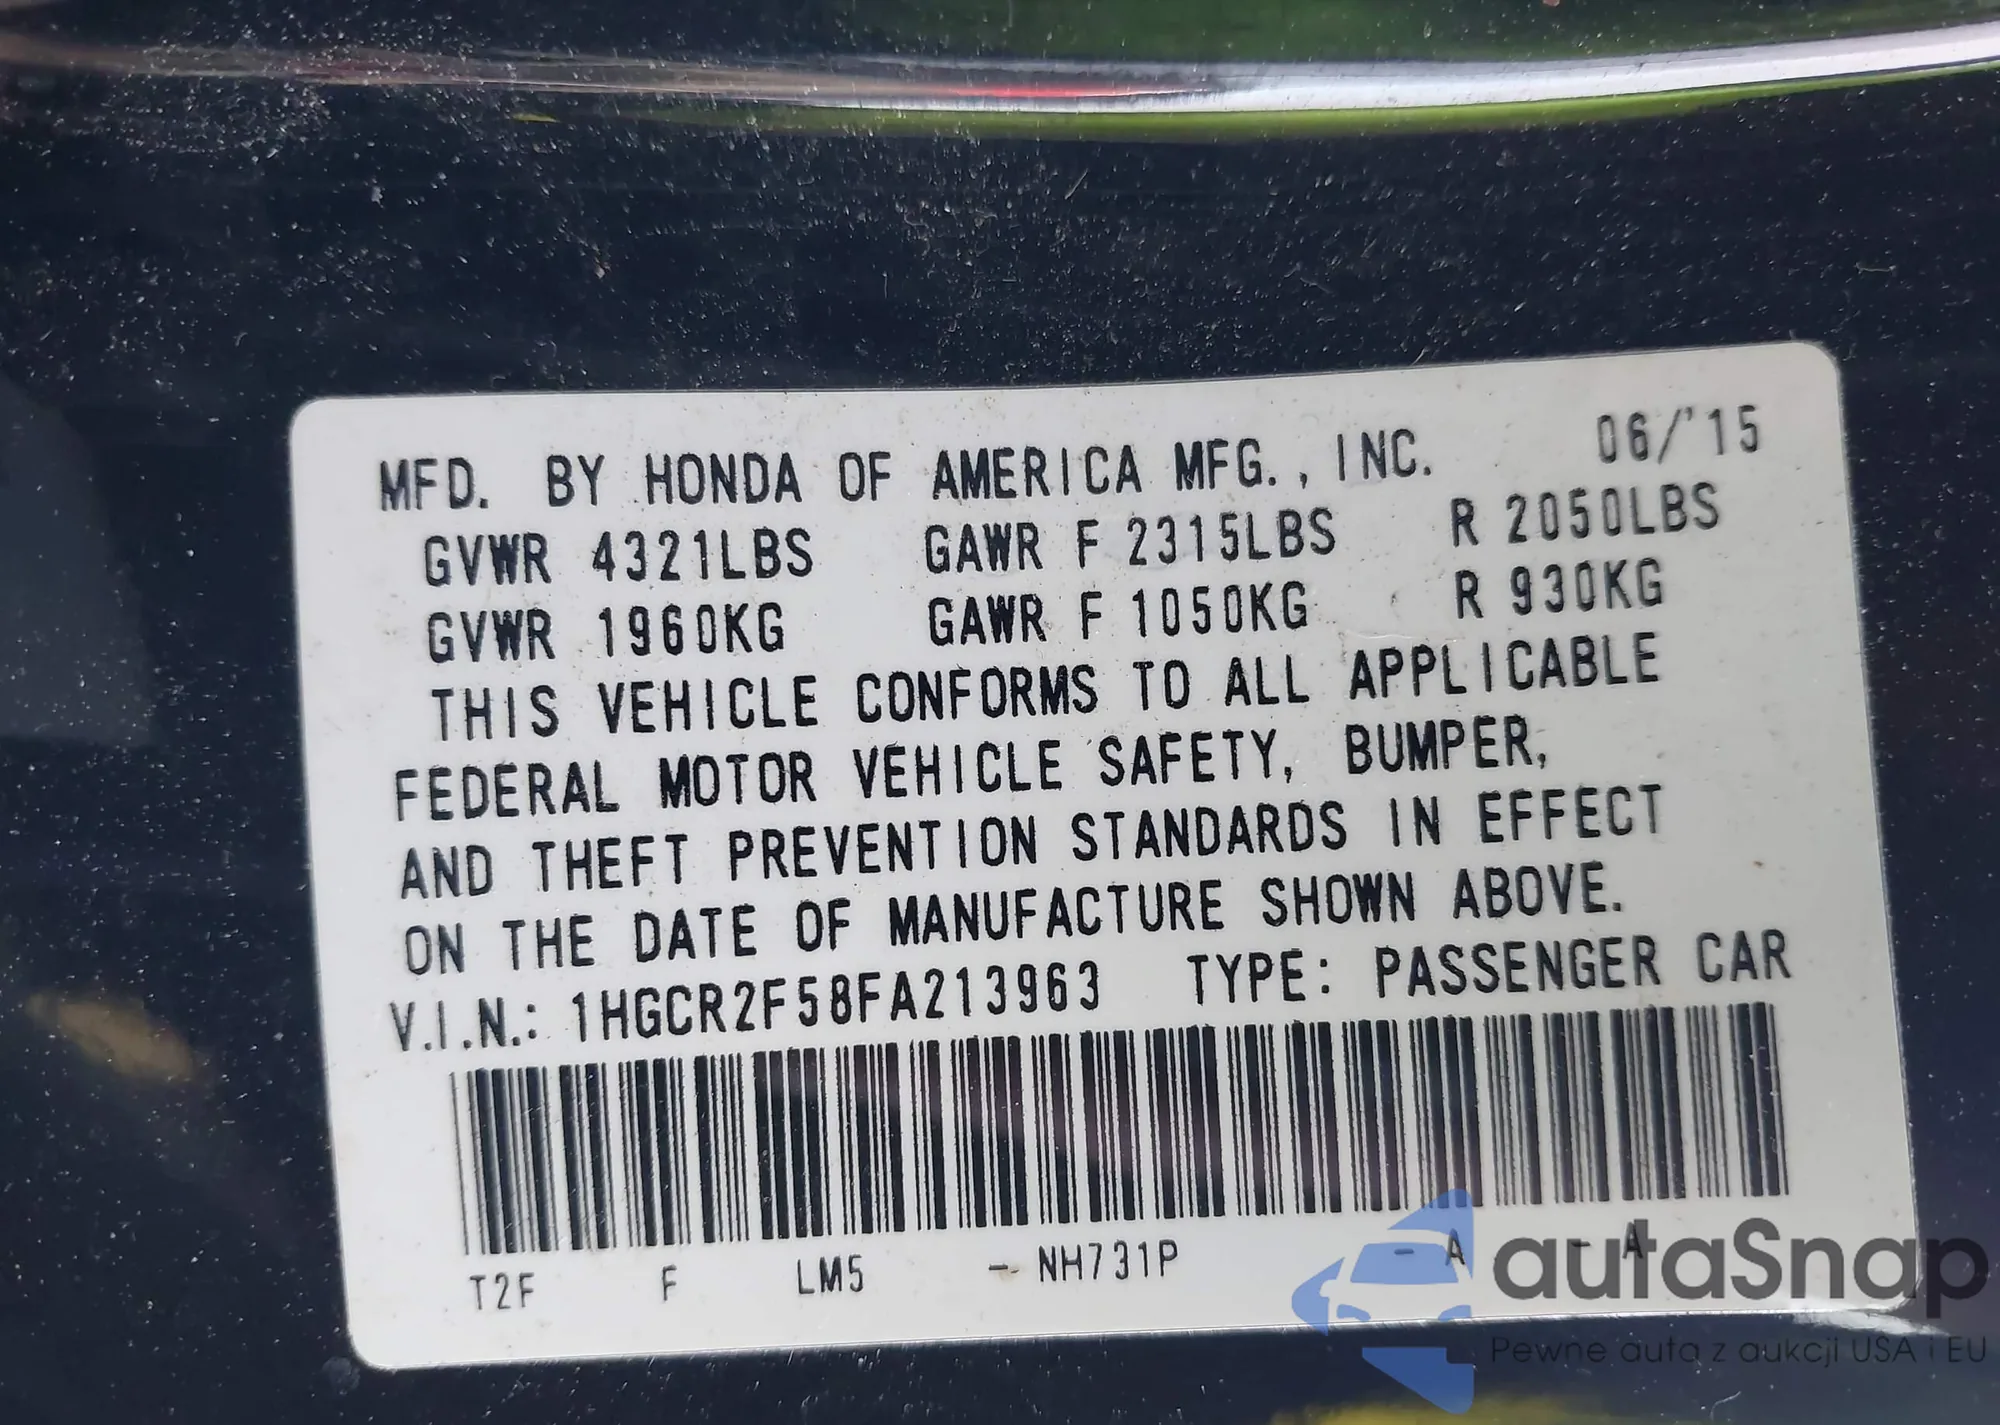 MFD. BY HONDA OF AMERICA MFG., INC. 06/'15
GVWR 4321LBS GAWR F 2315LBS R 2050LBS
GVWR 1960KG GAWR F 1050KG R 930KG
THIS VEHICLE CONFORMS TO ALL APPLICABLE
FEDERAL MOTOR VEHICLE SAFETY, BUMPER,
AND THEFT PREVENTION STANDARDS IN EFFECT
ON THE DATE OF MANUFACTURE SHOWN ABOVE.
V.I.N.: 1HGCR2F58FA213963 TYPE: PASSENGER CAR
T2F F LM5 - NH731P - A - A
autaSnap
Pewne auta z aukcji USA i EU